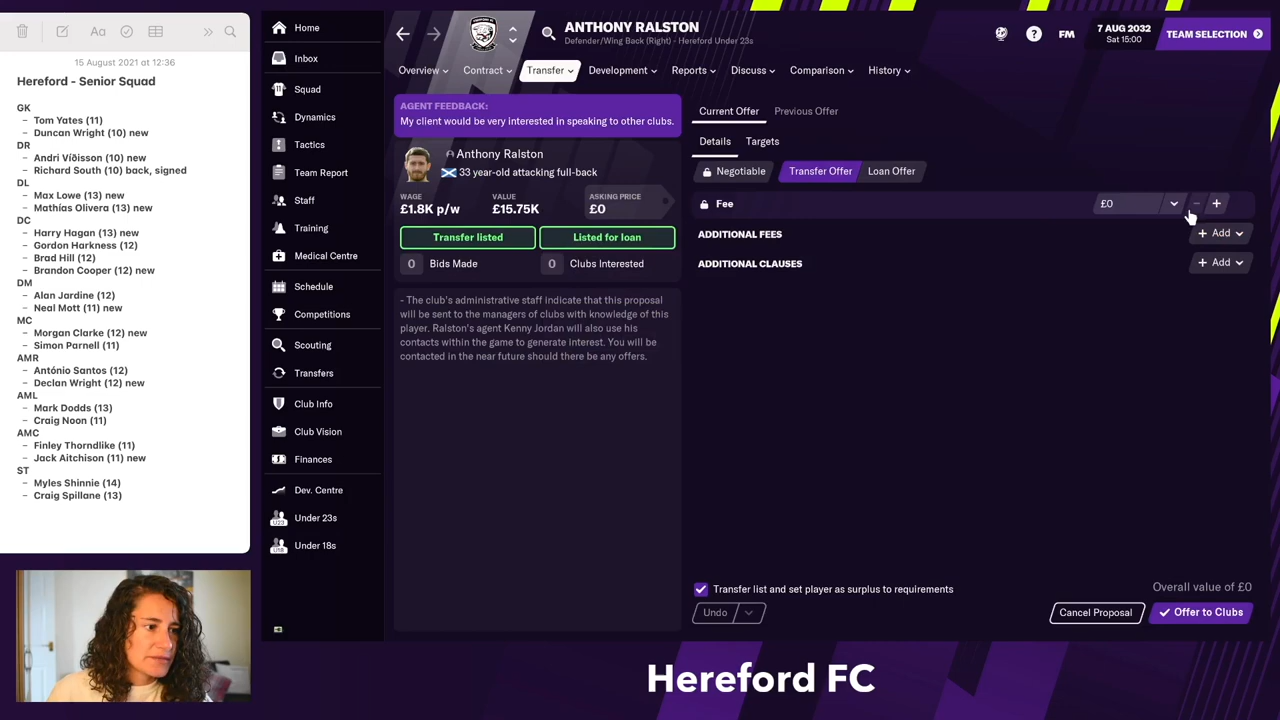 15 August 2021 at 12:36
Hereford - Senior Squad
GK
- Tom Yates (11)
- Duncan Wright (10) new
DR
- Andri Víðisson (10) new
- Richard South (10) back, signed
DL
- Max Lowe (13) new
- Mathías Olivera (13) new
DC
- Harry Hagan (13) new
- Gordon Harkness (12)
- Brad Hill (12)
- Brandon Cooper (12) new
DM
- Alan Jardine (12)
- Neal Mott (11) new
MC
- Morgan Clarke (12) new
- Simon Parnell (11)
AMR
- António Santos (12)
- Declan Wright (12) new
AML
- Mark Dodds (13)
- Craig Noon (11)
AMC
- Finley Thorndlike (11)
- Jack Aitchison (11) new
ST
- Myles Shinnie (14)
- Craig Spillane (13)
Aa
Home
Inbox
Squad
Dynamics
Tactics
Team Report
Staff
Training
Medical Centre
Schedule
Competitions
Scouting
Transfers
Club Info
Club Vision
Finances
Dev. Centre
U23 Under 23s
U18 Under 18s
ANTHONY RALSTON
Defender/Wing Back (Right) - Hereford Under 23s
? FM 7 AUG 2032
Sat 15:00
TEAM SELECTION
Overview Contract Transfer Development Reports Discuss Comparison History
AGENT FEEDBACK:
My client would be very interested in speaking to other clubs.
Anthony Ralston
33 year-old attacking full-back
WAGE VALUE ASKING PRICE
£1.8K p/w £15.75K £0
Transfer listed Listed for loan
0 Bids Made 0 Clubs Interested
- The club's administrative staff indicate that this proposal
will be sent to the managers of clubs with knowledge of this
player. Ralston's agent Kenny Jordan will also use his
contacts within the game to generate interest. You will be
contacted in the near future should there be any offers.
Current Offer Previous Offer
Details Targets
Negotiable Transfer Offer Loan Offer
Fee £0 - +
ADDITIONAL FEES + Add
ADDITIONAL CLAUSES + Add
Transfer list and set player as surplus to requirements
Overall value of £0
Undo Cancel Proposal Offer to Clubs
Hereford FC